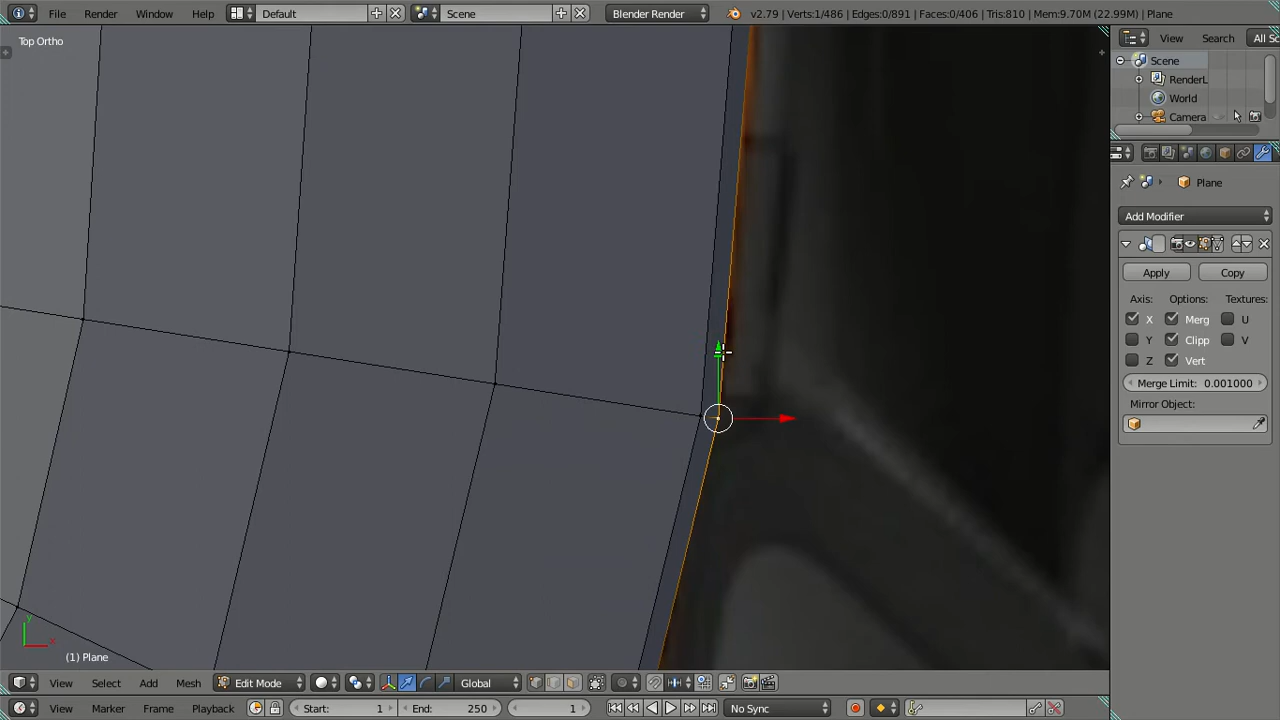 File Render Window Help Default Scene Blender Render v2.79 | Verts:1/486 | Edges:0/891 | Faces:0/406 | Tris:810 | Mem:9.70M (22.99M) | Plane
Top Ortho
View Search All Sc
Scene
RenderL
World
Camera
Plane
Add Modifier
Apply Copy
Axis: Options: Textures:
X Merg U
Y Clipp V
Z Vert
Merge Limit: 0.001000
Mirror Object:
y
x
(1) Plane
View Select Add Mesh Edit Mode Global
View Marker Frame Playback Start: 1 End: 250 1 No Sync